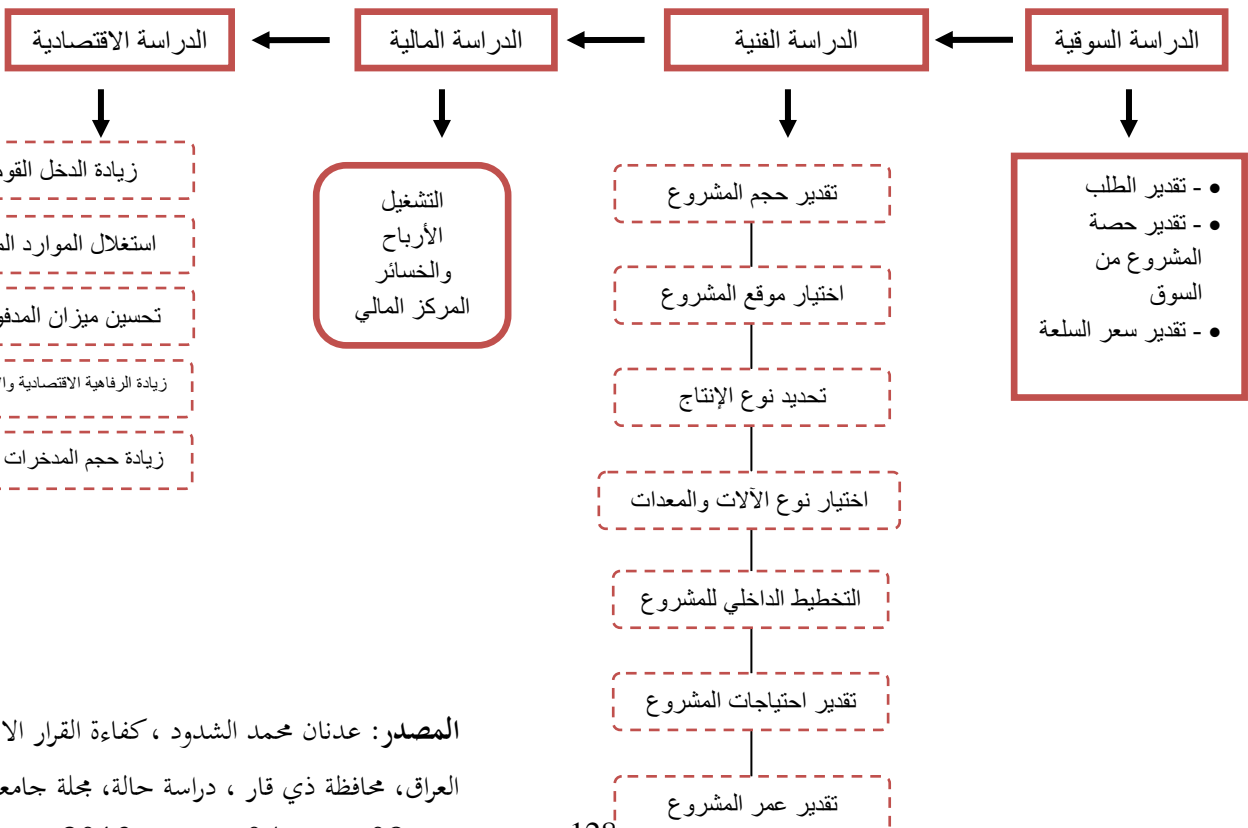 الدراسة السوقية
الدراسة الفنية
الدراسة المالية
الدراسة الاقتصادية
• - تقدير الطلب
• - تقدير حصة
المشروع من
السوق
• - تقدير سعر السلعة
تقدير حجم المشروع
اختيار موقع المشروع
تحديد نوع الإنتاج
اختيار نوع الآلات والمعدات
التخطيط الداخلي للمشروع
تقدير احتياجات المشروع
تقدير عمر المشروع
التشغيل
الأرباح
والخسائر
المركز المالي
زيادة الدخل
استغلال الموارد
تحسين ميزان
زيادة الرفاهية الاقتصادية
زيادة حجم المدخرات
المصدر: عدنان محمد الشدود ، كفاءة القرار
العراق، محافظة ذي قار ، دراسة حالة، مجلة